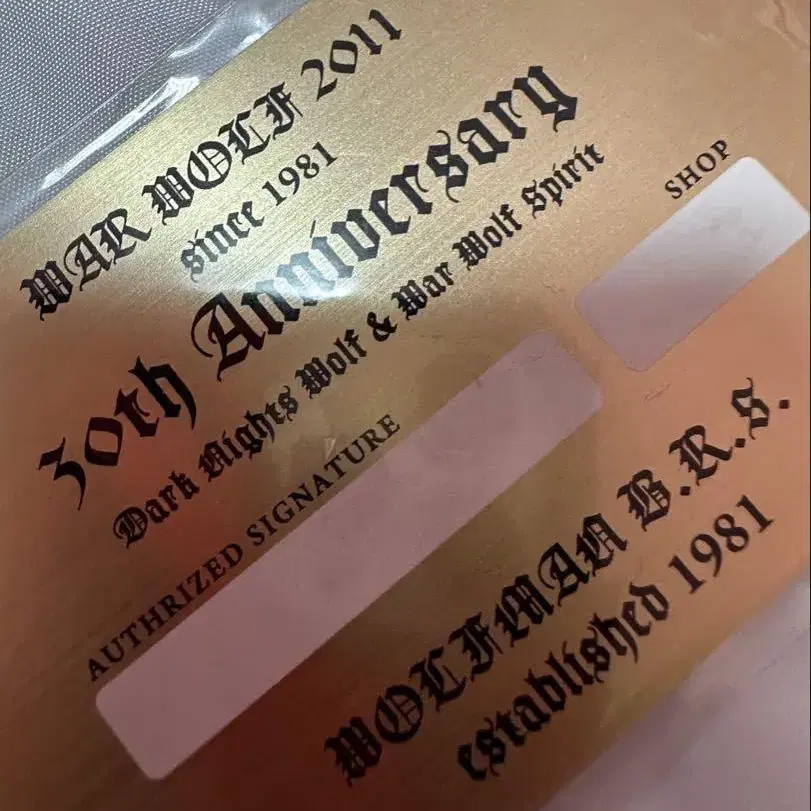 WAR WOLF 2011
since 1981
30th Anniversary
Dark Nights Wolf & War Wolf Spirit
SHOP
AUTHRIZED SIGNATURE
WOLFMAN B.R.S.
established 1981